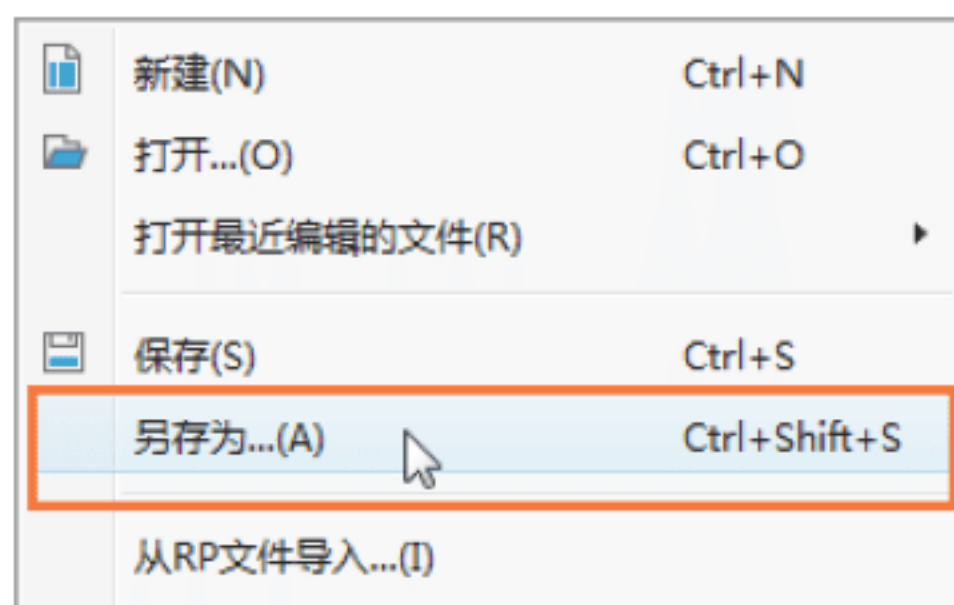 新建(N) Ctrl+N
打开...(O) Ctrl+O
打开最近编辑的文件(R)
保存(S) Ctrl+S
另存为...(A) Ctrl+Shift+S
从RP文件导入...(I)